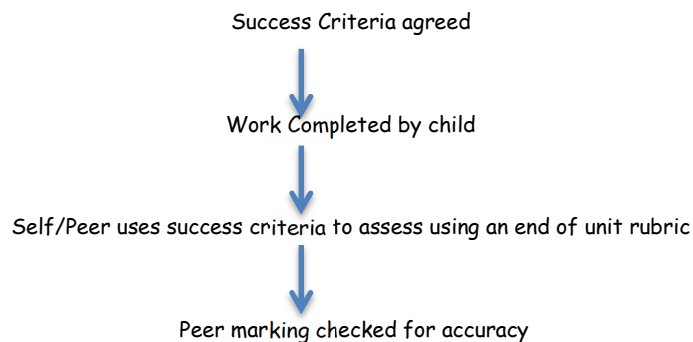 Success Criteria agreed
Work Completed by child
Self/Peer uses success criteria to assess using an end of unit rubric
Peer marking checked for accuracy